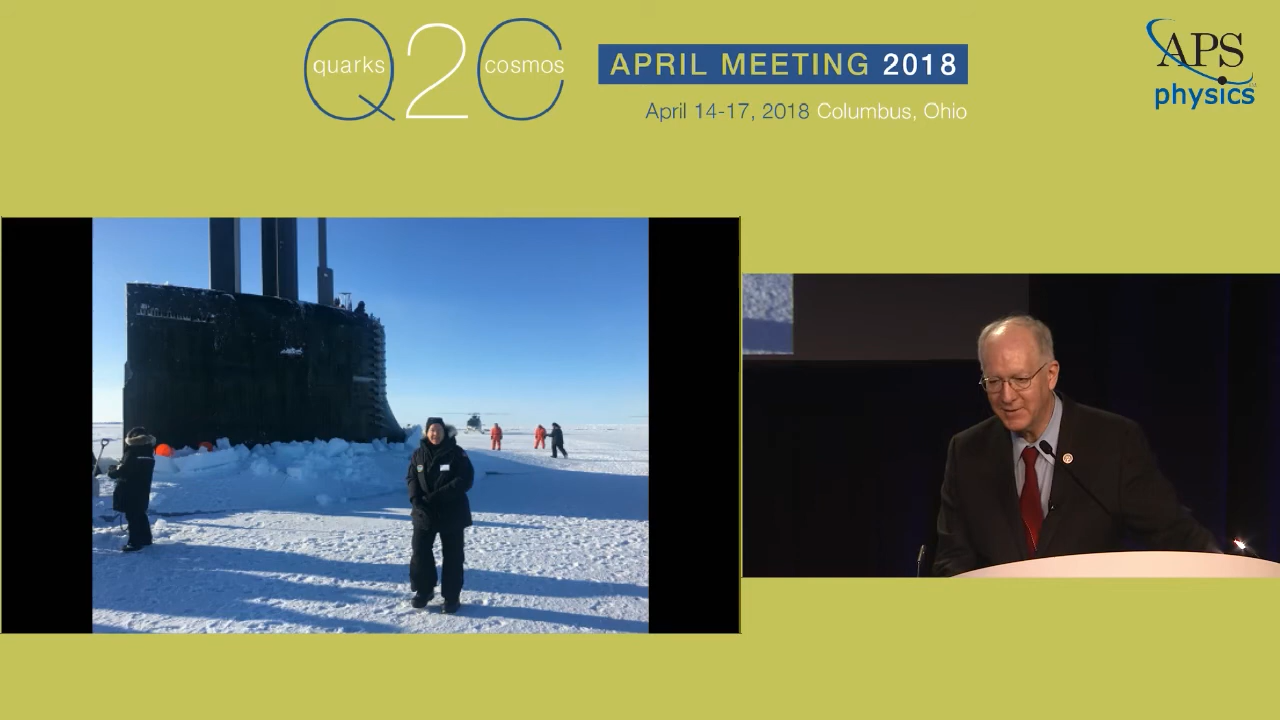 quarks Q2C cosmos
APRIL MEETING 2018
April 14-17, 2018 Columbus, Ohio
APS
physics